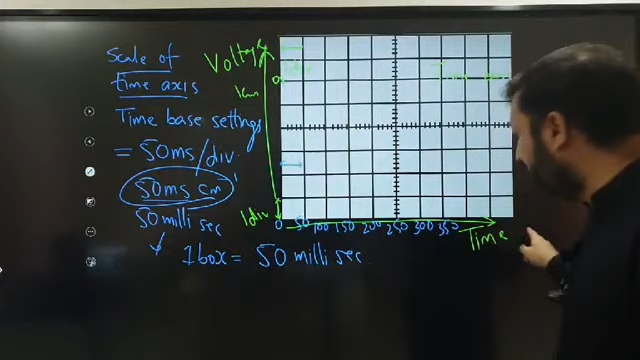 Scale of
time axis
Time base settings
= 50ms/div.
50ms cm⁻¹
50 milli sec
1 box = 50 milli sec.
Voltage
1cm
1div
0 50 100 150 200 250 300 350
Time